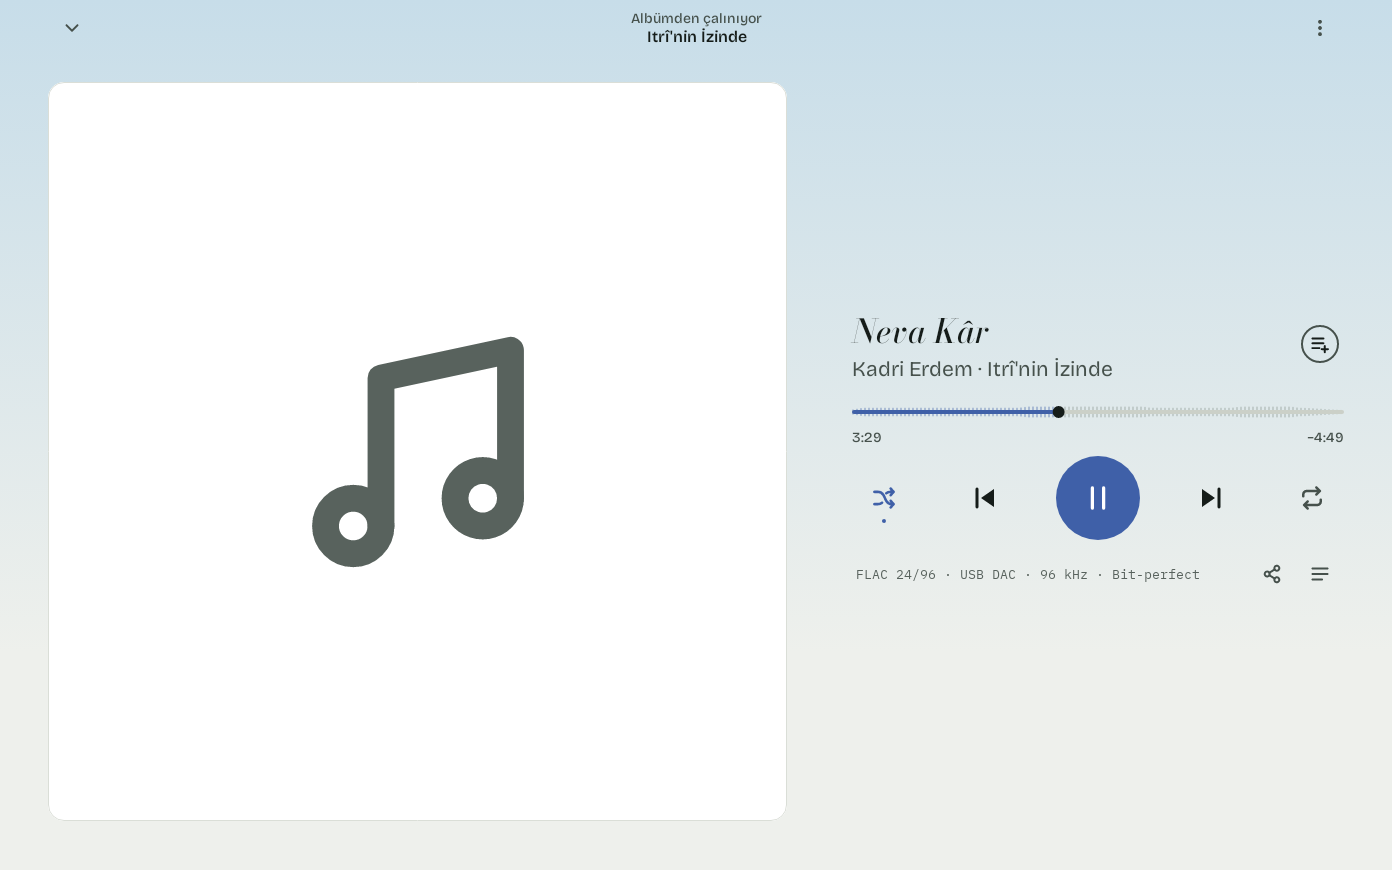 Albümden çalınıyor
Itrî'nin İzinde
Neva Kâr
Kadri Erdem · Itrî'nin İzinde
3:29
-4:49
FLAC 24/96 · USB DAC · 96 kHz · Bit-perfect